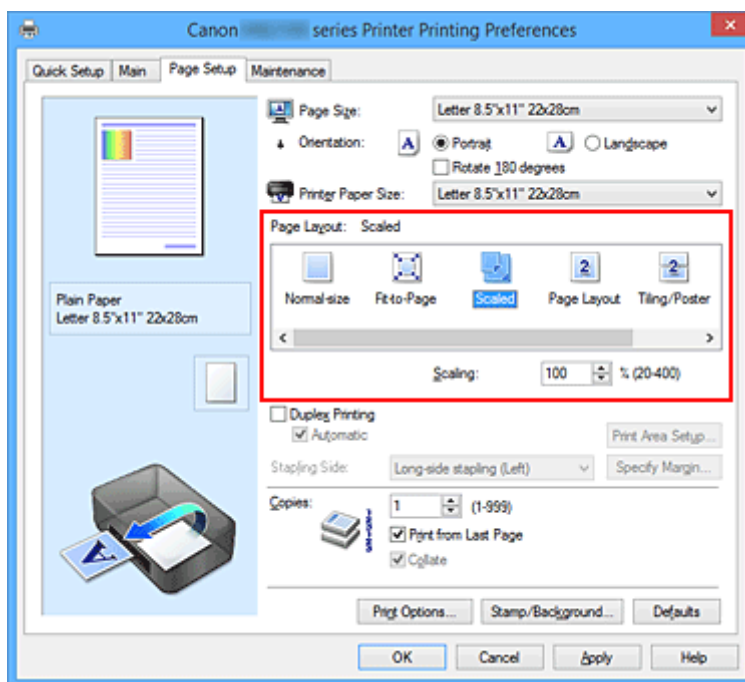 Canon series Printer Printing Preferences
Quick Setup Main Page Setup Maintenance
Page Size: Letter 8.5"x11" 22x28cm
Orientation: A Portrait A Landscape
Rotate 180 degrees
Printer Paper Size: Letter 8.5"x11" 22x28cm
Page Layout: Scaled
Normal-size Fit-to-Page Scaled Page Layout Tiling/Poster
Plain Paper
Letter 8.5"x11" 22x28cm
Scaling: 100 % (20-400)
Duplex Printing
Automatic Print Area Setup...
Stapling Side: Long-side stapling (Left) Specify Margin...
Copies: 1 (1-999)
Print from Last Page
Collate
Print Options... Stamp/Background... Defaults
OK Cancel Apply Help